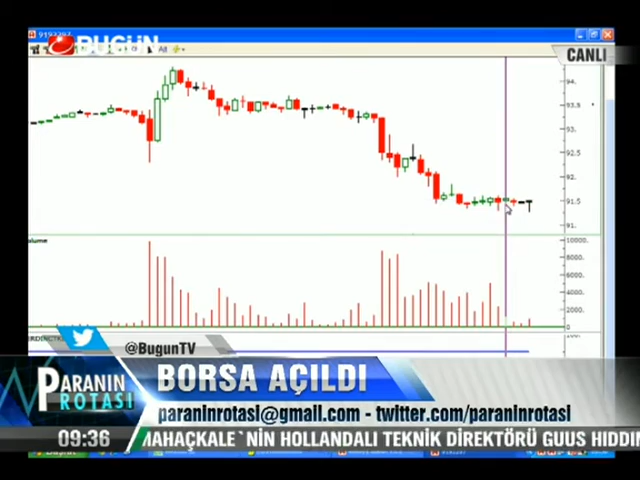 9192297
BUGÜN
CANLI
94.
93.5
93.
92.5
92.
91.5
91.
10000.
8000.
6000.
4000.
2000.
0
@BugunTV
PARANIN ROTASI
BORSA AÇILDI
paraninrotasi@gmail.com - twitter.com/paraninrotasi
09:36
MAHAÇKALE`NİN HOLLANDALI TEKNİK DİREKTÖRÜ GUUS HIDDIN